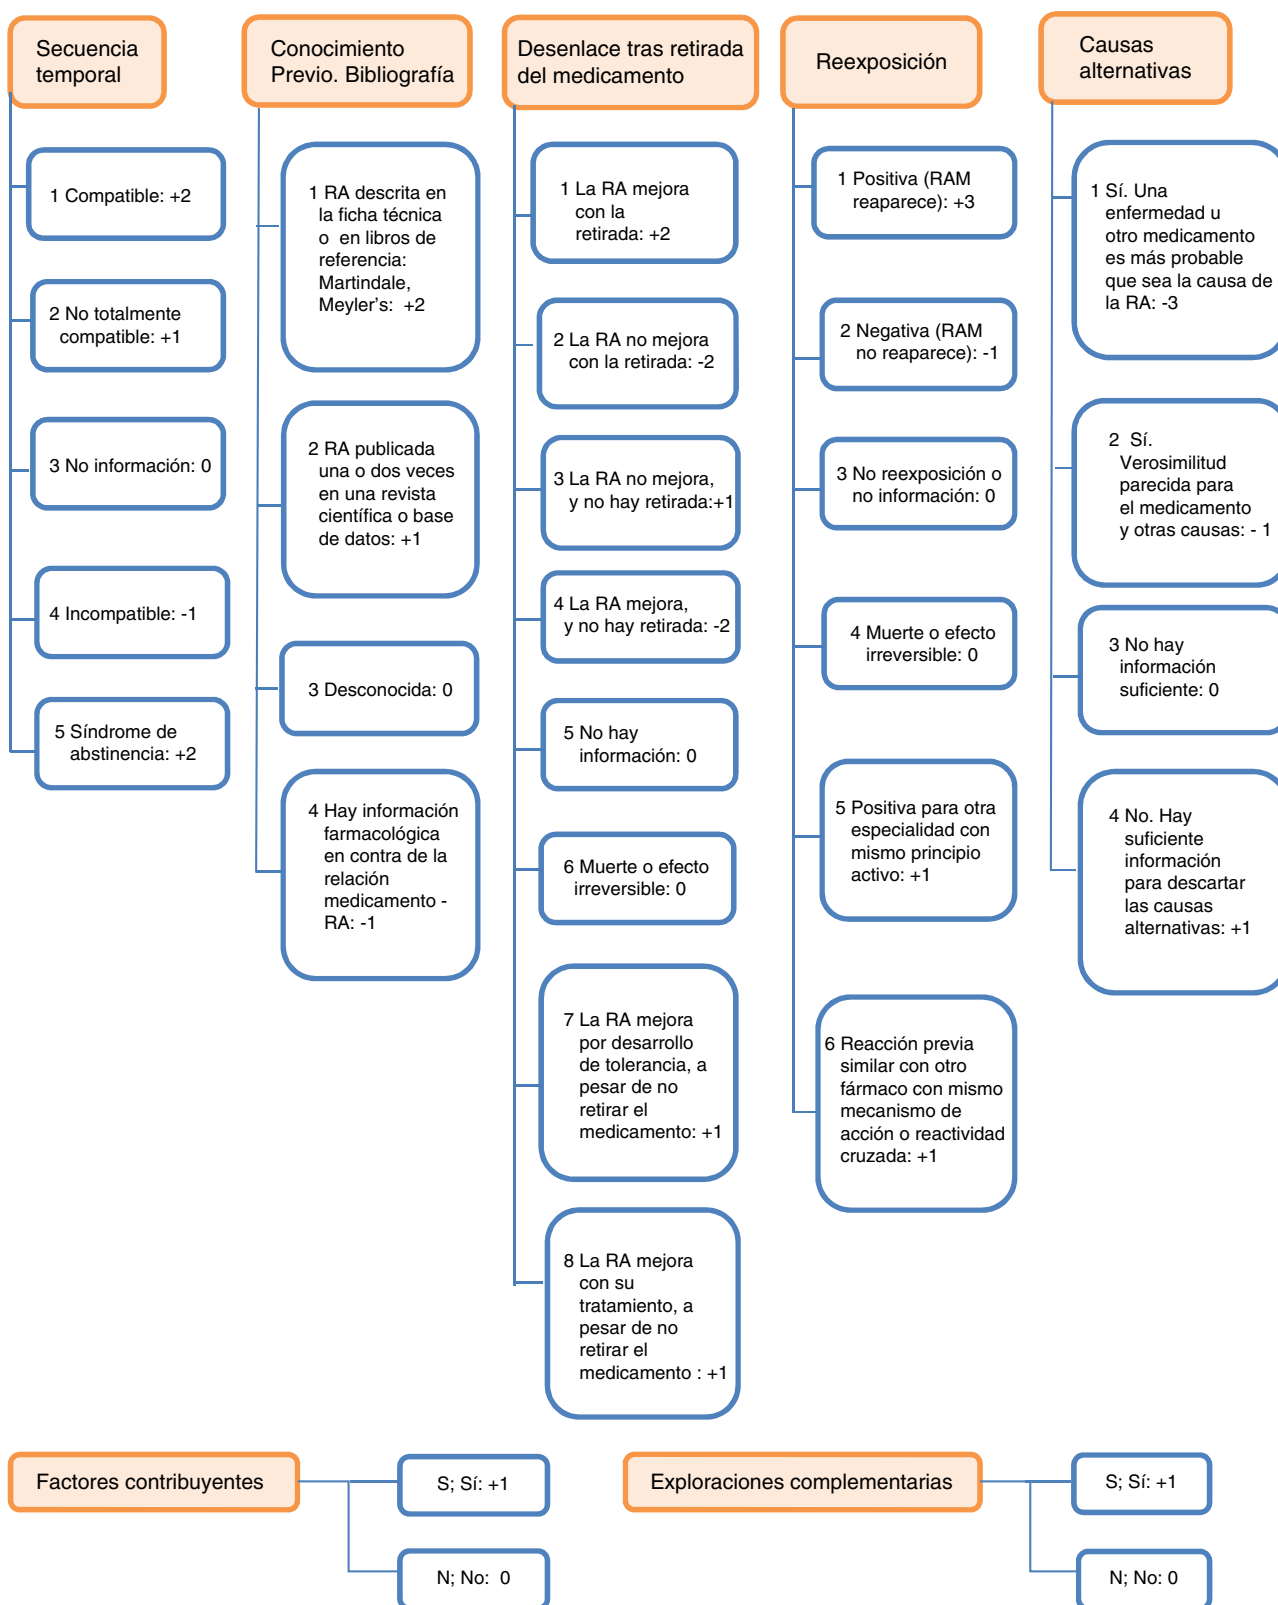 Secuencia
temporal
1 Compatible: +2
2 No totalmente
compatible: +1
3 No información: 0
4 Incompatible: -1
5 Síndrome de
abstinencia: +2
Conocimiento
Previo. Bibliografía
1 RA descrita en
la ficha técnica
o en libros de
referencia:
Martindale,
Meyler's: +2
2 RA publicada
una o dos veces
en una revista
científica o base
de datos: +1
3 Desconocida: 0
4 Hay información
farmacológica
en contra de la
relación
medicamento -
RA: -1
Desenlace tras retirada
del medicamento
1 La RA mejora
con la
retirada: +2
2 La RA no mejora
con la retirada: -2
3 La RA no mejora,
y no hay retirada:+1
4 La RA mejora,
y no hay retirada: -2
5 No hay
información: 0
6 Muerte o efecto
irreversible: 0
7 La RA mejora
por desarrollo
de tolerancia, a
pesar de no
retirar el
medicamento: +1
8 La RA mejora
con su
tratamiento, a
pesar de no
retirar el
medicamento : +1
Reexposición
1 Positiva (RAM
reaparece): +3
2 Negativa (RAM
no reaparece): -1
3 No reexposición o
no información: 0
4 Muerte o efecto
irreversible: 0
5 Positiva para otra
especialidad con
mismo principio
activo: +1
6 Reacción previa
similar con otro
fármaco con mismo
mecanismo de
acción o reactividad
cruzada: +1
Causas
alternativas
1 Sí. Una
enfermedad u
otro medicamento
es más probable
que sea la causa de
la RA: -3
2 Sí.
Verosimilitud
parecida para
el medicamento
y otras causas: - 1
3 No hay
información
suficiente: 0
4 No. Hay
suficiente
información
para descartar
las causas
alternativas: +1
Factores contribuyentes
S; Sí: +1
N; No: 0
Exploraciones complementarias
S; Sí: +1
N; No: 0